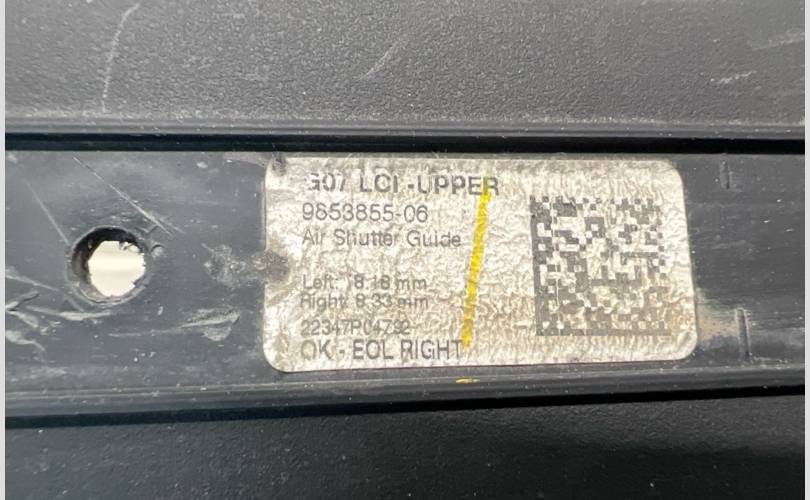 G07 LCI -UPPER
9853855-06
Air Shutter Guide
Left: 8.18 mm
Right: 8.33 mm
22347P04792
OK - EOL RIGHT